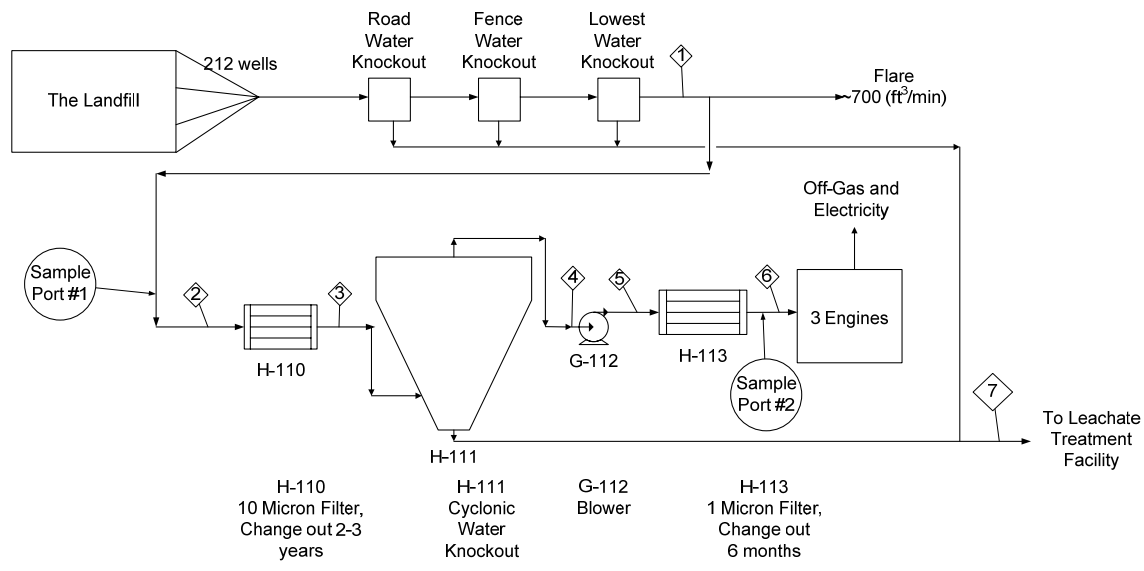 Road
Water
Knockout
Fence
Water
Knockout
Lowest
Water
Knockout
1
212 wells
The Landfill
Flare
~700 (ft³/min)
Off-Gas and
Electricity
Sample
Port #1
2
3
4
5
6
3 Engines
H-110
G-112
H-113
Sample
Port #2
7
H-111
To Leachate
Treatment
Facility
H-110
10 Micron Filter,
Change out 2-3
years
H-111
Cyclonic
Water
Knockout
G-112
Blower
H-113
1 Micron Filter,
Change out
6 months